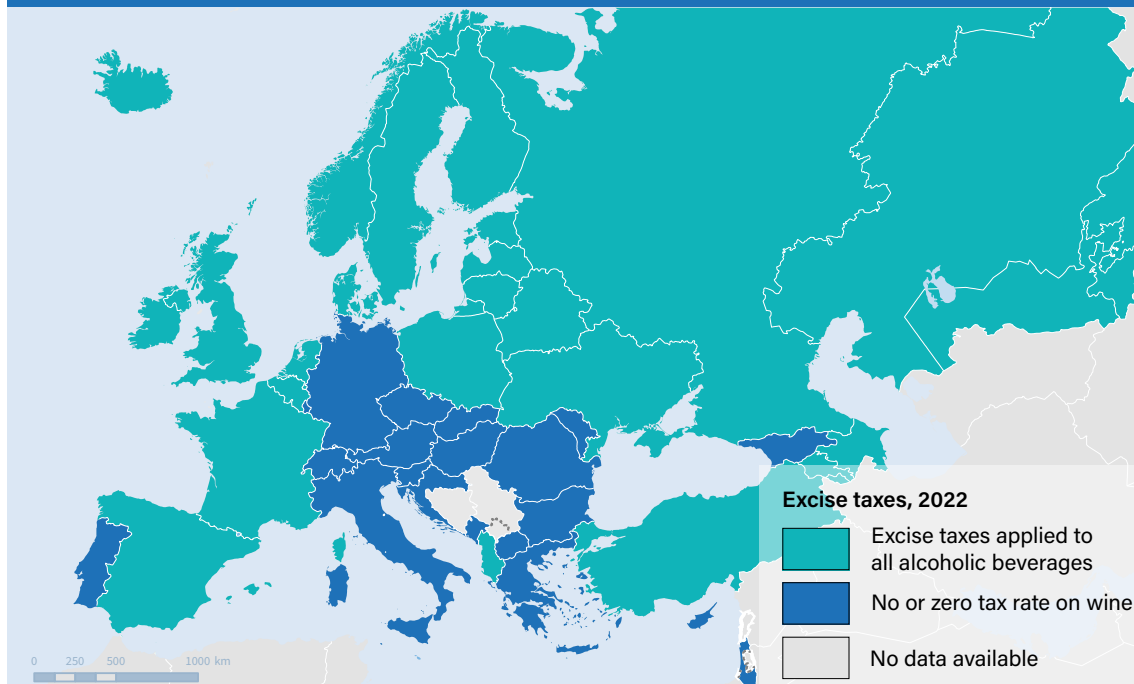 Excise taxes, 2022
Excise taxes applied to
all alcoholic beverages
No or zero tax rate on wine
No data available
0 250 500 1000 km